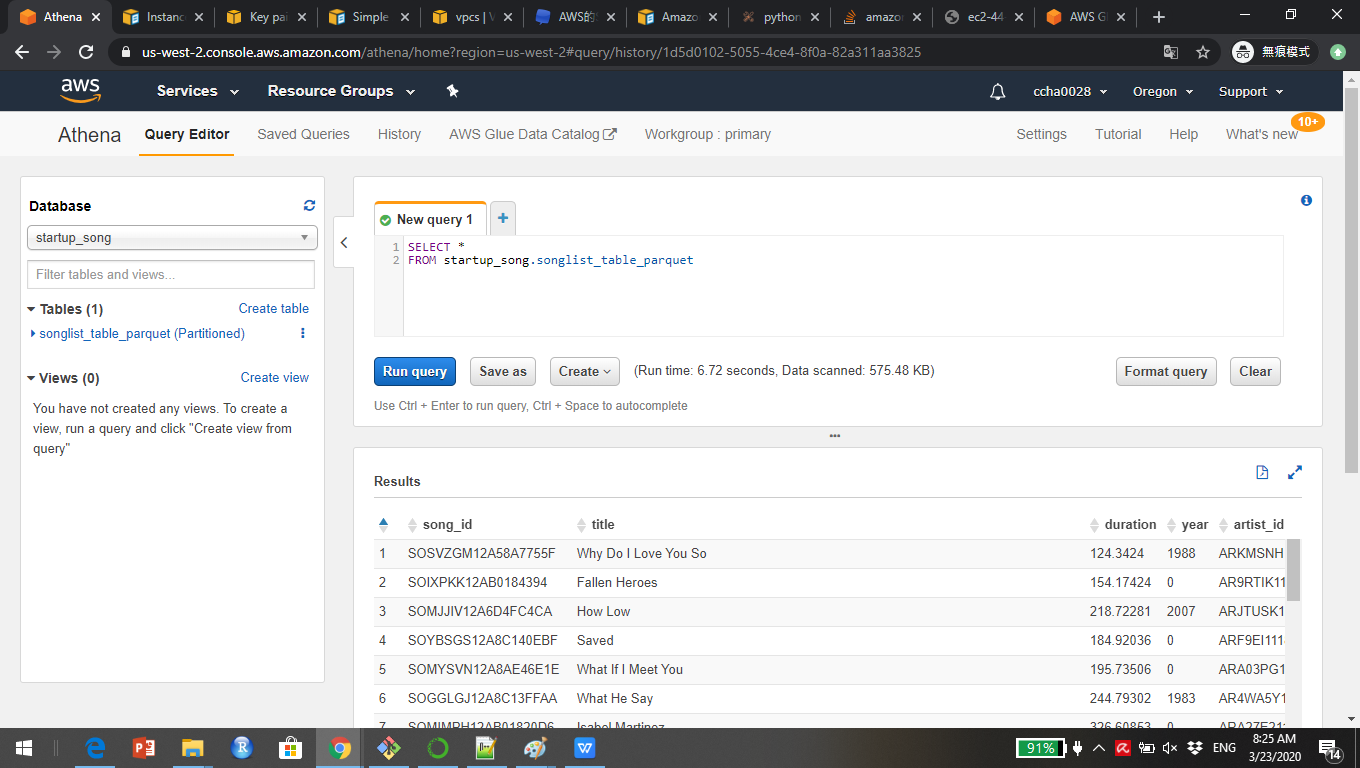 Athena
Instanc
Key pai
Simple
vpcs | V
AWS的
Amazo
python
amazor
ec2-44
AWS G
us-west-2.console.aws.amazon.com/athena/home?region=us-west-2#query/history/1d5d0102-5055-4ce4-8f0a-82a311aa3825
無痕模式
aws
Services
Resource Groups
ccha0028
Oregon
Support
Athena
Query Editor
Saved Queries
History
AWS Glue Data Catalog
Workgroup : primary
Settings
Tutorial
Help
What's new
10+
Database
startup_song
Filter tables and views...
Tables (1)
Create table
songlist_table_parquet (Partitioned)
Views (0)
Create view
You have not created any views. To create a
view, run a query and click "Create view from
query"
New query 1
1 SELECT *
2 FROM startup_song.songlist_table_parquet
Run query
Save as
Create
(Run time: 6.72 seconds, Data scanned: 575.48 KB)
Format query
Clear
Use Ctrl + Enter to run query, Ctrl + Space to autocomplete
Results
song_id title duration year artist_id
1 SOSVZGM12A58A7755F Why Do I Love You So 124.3424 1988 ARKMSNH
2 SOIXPKK12AB0184394 Fallen Heroes 154.17424 0 AR9RTIK11
3 SOMJJIV12A6D4FC4CA How Low 218.72281 2007 ARJTUSK1
4 SOYBSGS12A8C140EBF Saved 184.92036 0 ARF9EI111
5 SOMYSVN12A8AE46E1E What If I Meet You 195.73506 0 ARA03PG1
6 SOGGLGJ12A8C13FFAA What He Say 244.79302 1983 AR4WA5Y1
7 SOMIMPH12AB01820D6 Isabel Martinez 326.60853 0
91%
ENG
8:25 AM
3/23/2020
14